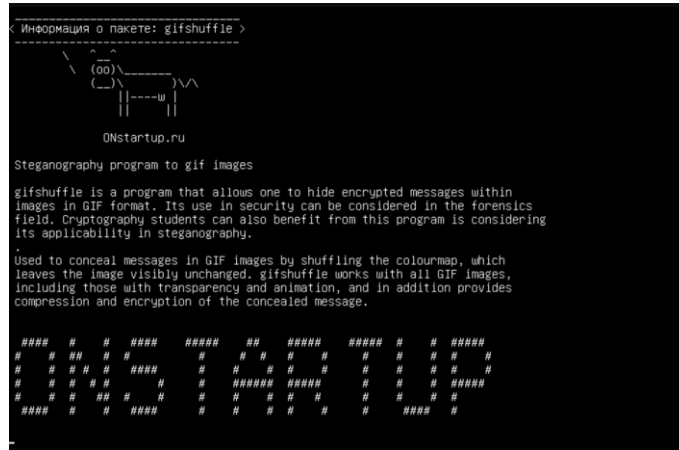 < Информация о пакете: gifshuffle >
ONstartup.ru
Steganography program to gif images
gifshuffle is a program that allows one to hide encrypted messages within
images in GIF format. Its use in security can be considered in the forensics
field. Cryptography students can also benefit from this program is considering
its applicability in steganography.
.
Used to conceal messages in GIF images by shuffling the colourmap, which
leaves the image visibly unchanged. gifshuffle works with all GIF images,
including those with transparency and animation, and in addition provides
compression and encryption of the concealed message.
ONSTARTUP